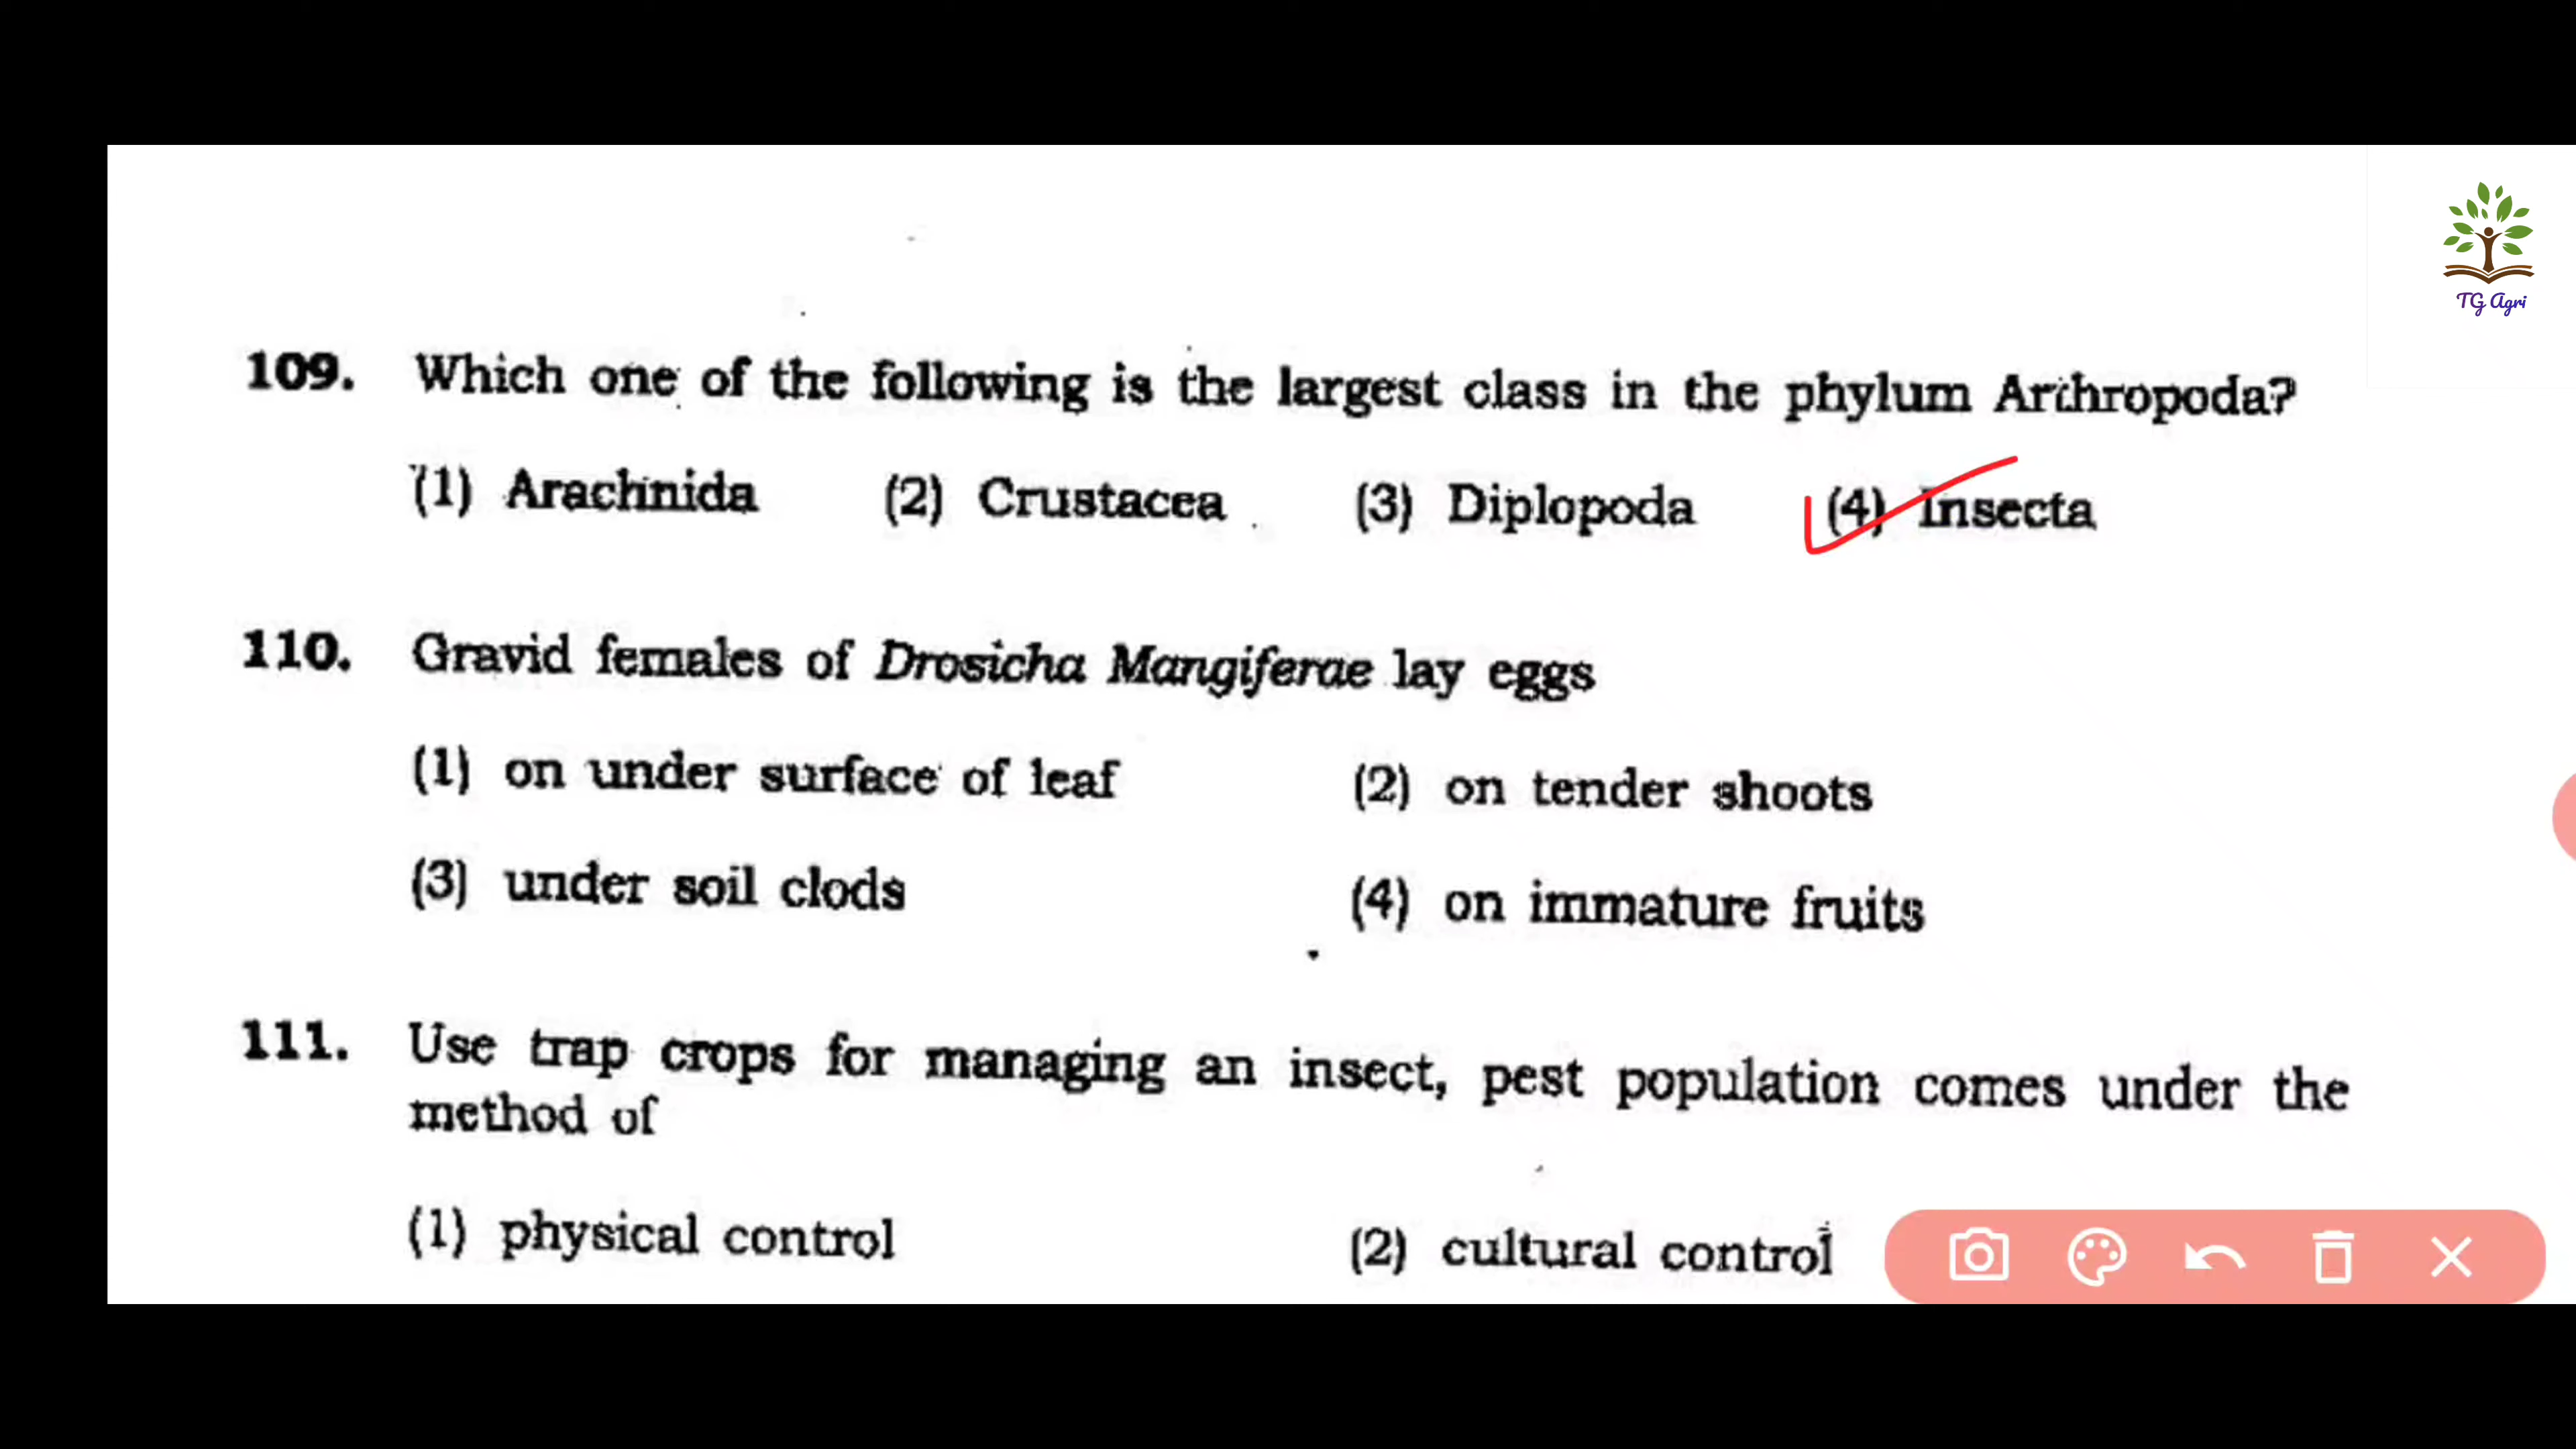 TG Agri
109. Which one of the following is the largest class in the phylum Arthropoda?
(1) Arachnida (2) Crustacea (3) Diplopoda (4) Insecta
110. Gravid females of Drosicha Mangiferae lay eggs
(1) on under surface of leaf (2) on tender shoots
(3) under soil clods (4) on immature fruits
111. Use trap crops for managing an insect, pest population comes under the
method of
(1) physical control (2) cultural control